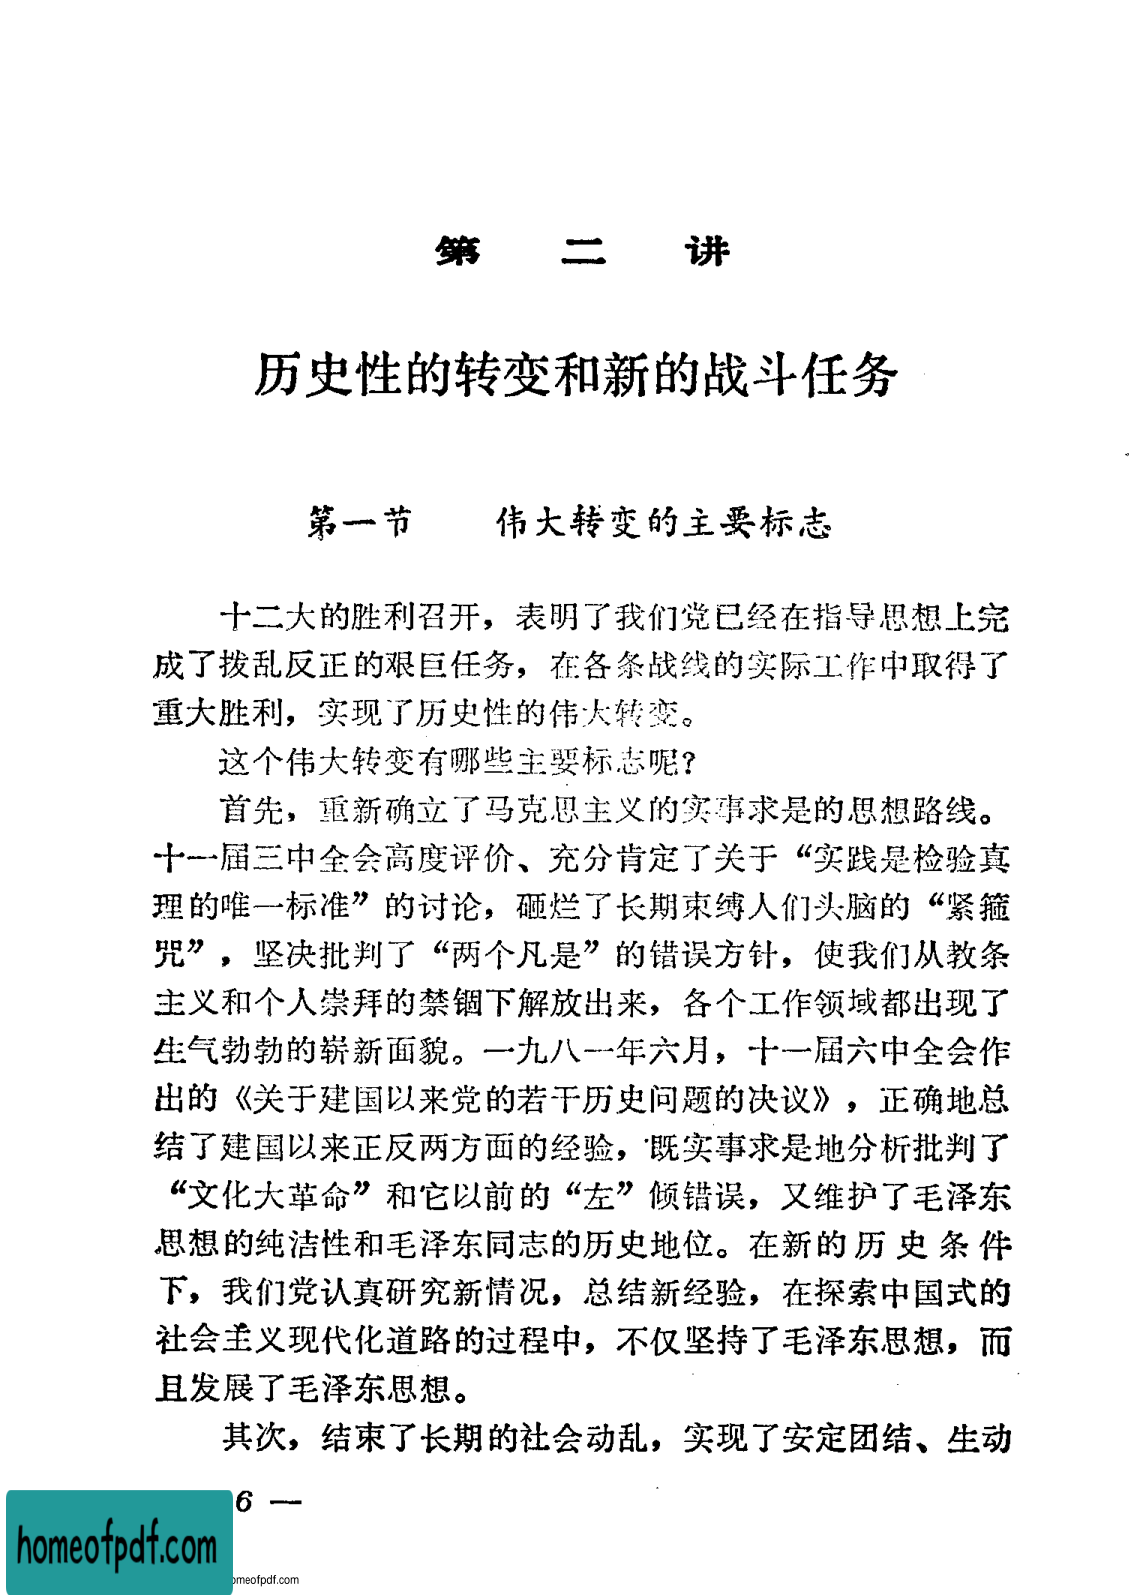 第二讲
历史性的转变和新的战斗任务
第一节 伟大转变的主要标志
十二大的胜利召开，表明了我们党已经在指导思想上完
成了拨乱反正的艰巨任务，在各条战线的实际工作中取得了
重大胜利，实现了历史性的伟大转变。
这个伟大转变有哪些主要标志呢？
首先，重新确立了马克思主义的实事求是的思想路线。
十一届三中全会高度评价、充分肯定了关于“实践是检验真
理的唯一标准”的讨论，砸烂了长期束缚人们头脑的“紧箍
咒”，坚决批判了“两个凡是”的错误方针，使我们从教条
主义和个人崇拜的禁锢下解放出来，各个工作领域都出现了
生气勃勃的崭新面貌。一九八一年六月，十一届六中全会作
出的《关于建国以来党的若干历史问题的决议》，正确地总
结了建国以来正反两方面的经验，既实事求是地分析批判了
“文化大革命”和它以前的“左”倾错误，又维护了毛泽东
思想的纯洁性和毛泽东同志的历史地位。在新的历史条件
下，我们党认真研究新情况，总结新经验，在探索中国式的
社会主义现代化道路的过程中，不仅坚持了毛泽东思想，而
且发展了毛泽东思想。
其次，结束了长期的社会动乱，实现了安定团结、生动
6 —
homeofpdf.com
omeofpdf.com